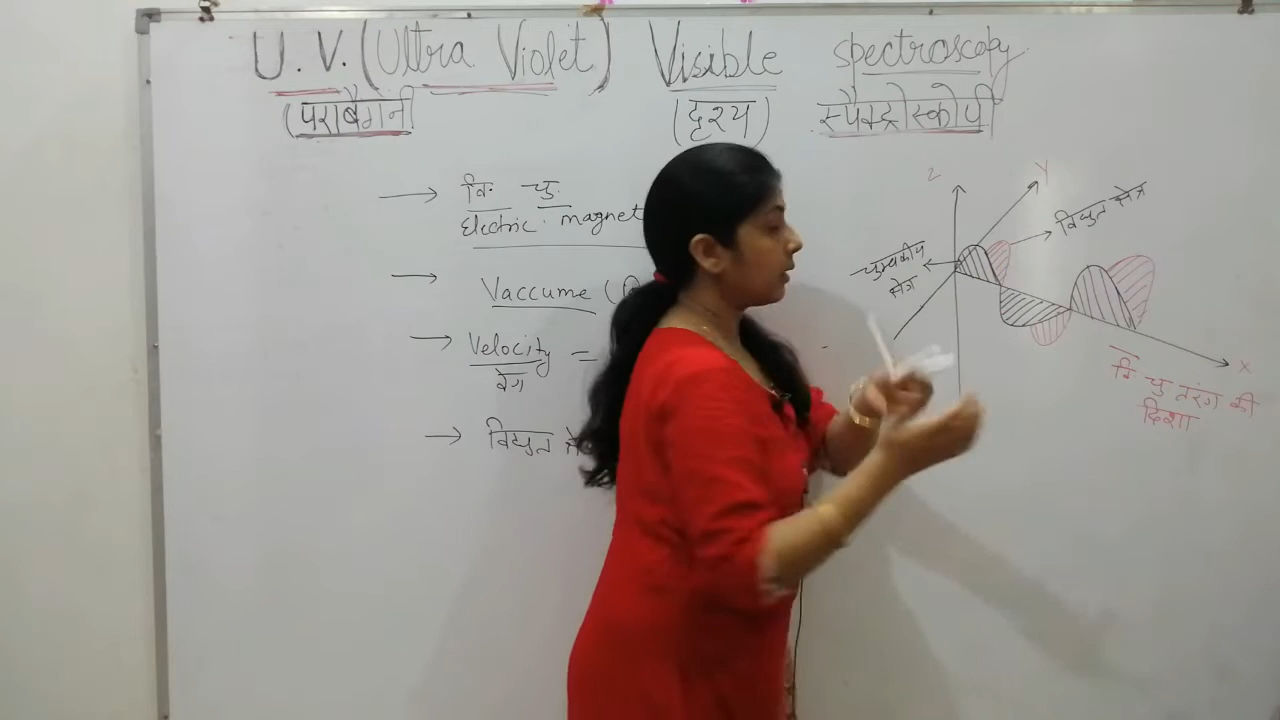 U.V. (Ultra Violet) Visible spectroscopy
(पराबैगनी (दृश्य) स्पैक्ट्रोस्कोपी
→ वि॰ चु॰
Electric magnet
→ Vaccume (
→ Velocity =
वेग
→ विद्युत
Z
Y
विद्युत क्षेत्र
चुम्बकीय
क्षेत्र
X
वि चु तरंग की
दिशा